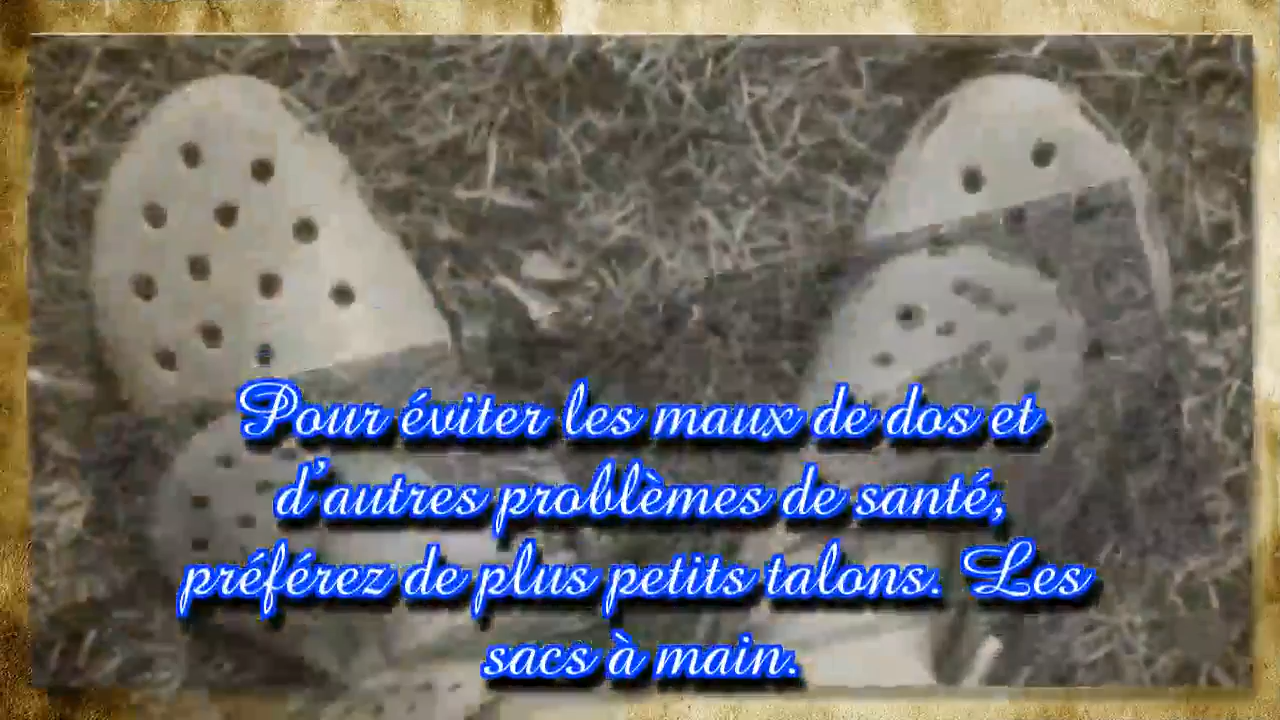 Pour éviter les maux de dos et
d'autres problèmes de santé,
préférez de plus petits talons. Les
sacs à main.